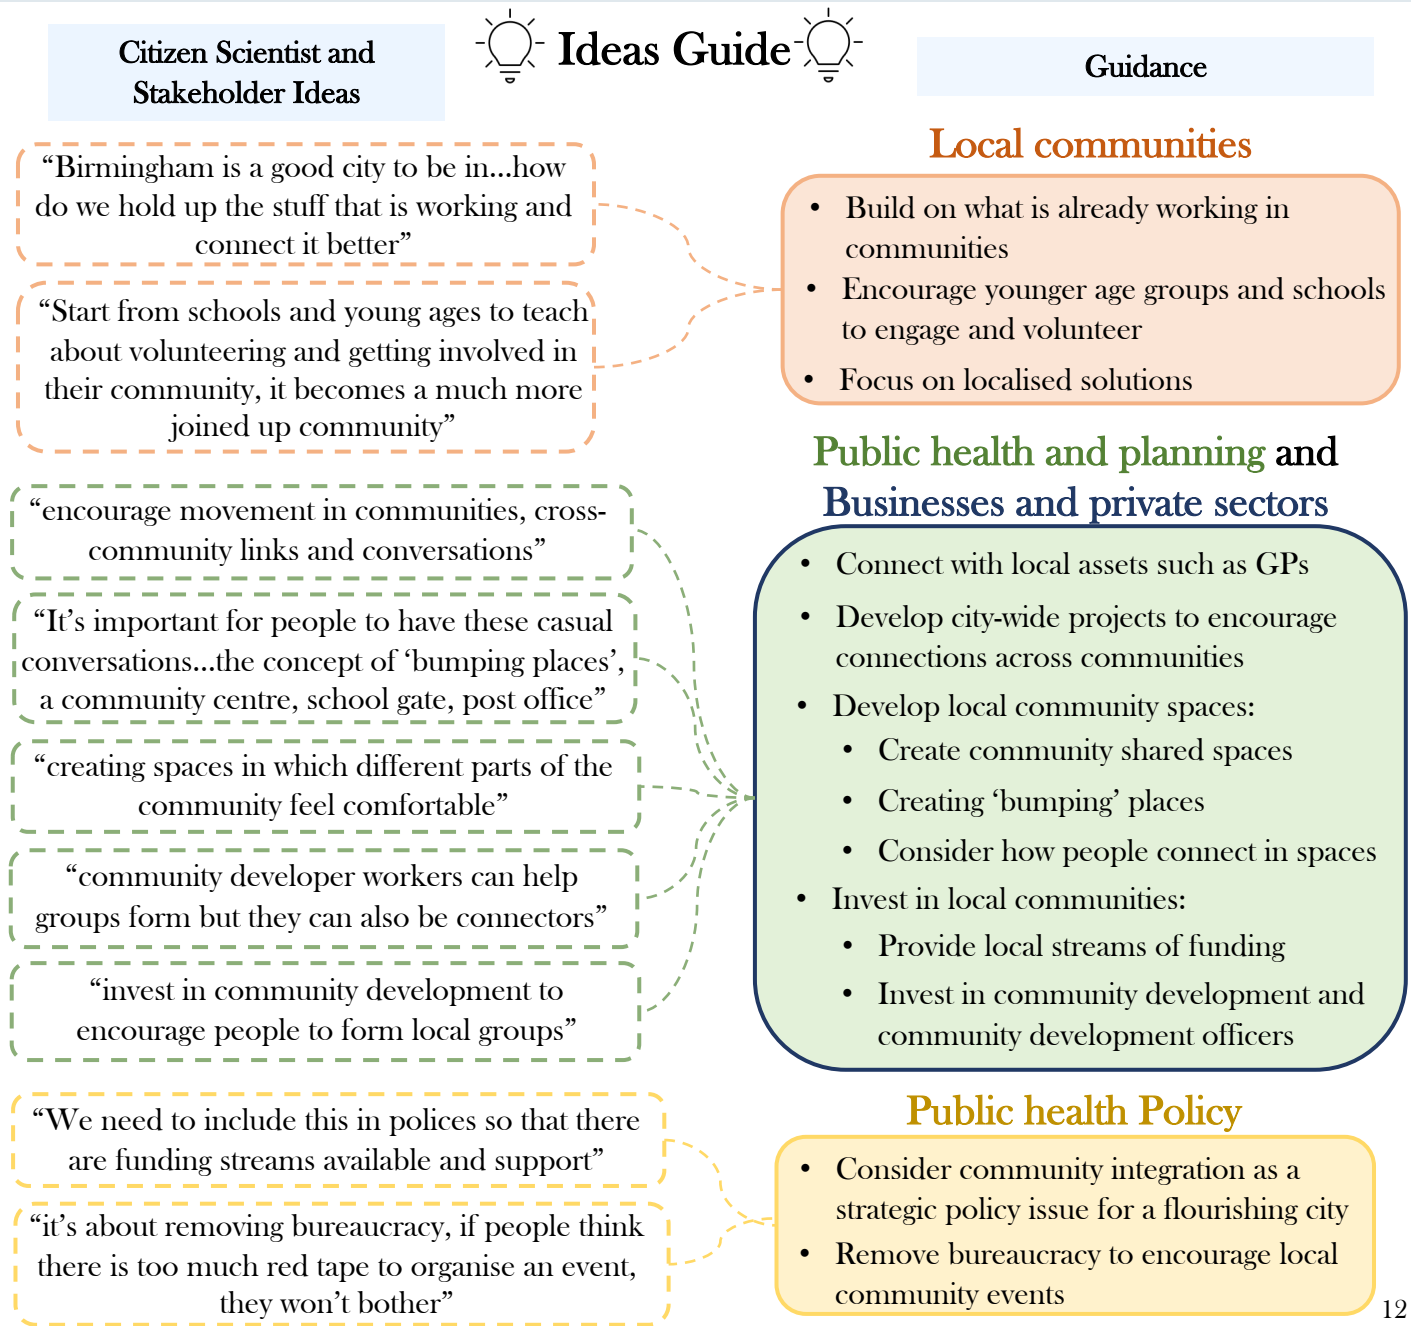 Citizen Scientist and
Stakeholder Ideas
Ideas Guide
Guidance
“Birmingham is a good city to be in...how
do we hold up the stuff that is working and
connect it better”
“Start from schools and young ages to teach
about volunteering and getting involved in
their community, it becomes a much more
joined up community”
Local communities
• Build on what is already working in
communities
• Encourage younger age groups and schools
to engage and volunteer
• Focus on localised solutions
“encourage movement in communities, cross-
community links and conversations”
“It’s important for people to have these casual
conversations...the concept of ‘bumping places’,
a community centre, school gate, post office”
“creating spaces in which different parts of the
community feel comfortable”
“community developer workers can help
groups form but they can also be connectors”
“invest in community development to
encourage people to form local groups”
Public health and planning and
Businesses and private sectors
• Connect with local assets such as GPs
• Develop city-wide projects to encourage
connections across communities
• Develop local community spaces:
• Create community shared spaces
• Creating ‘bumping’ places
• Consider how people connect in spaces
• Invest in local communities:
• Provide local streams of funding
• Invest in community development and
community development officers
“We need to include this in polices so that there
are funding streams available and support”
“it’s about removing bureaucracy, if people think
there is too much red tape to organise an event,
they won’t bother”
Public health Policy
• Consider community integration as a
strategic policy issue for a flourishing city
• Remove bureaucracy to encourage local
community events
12